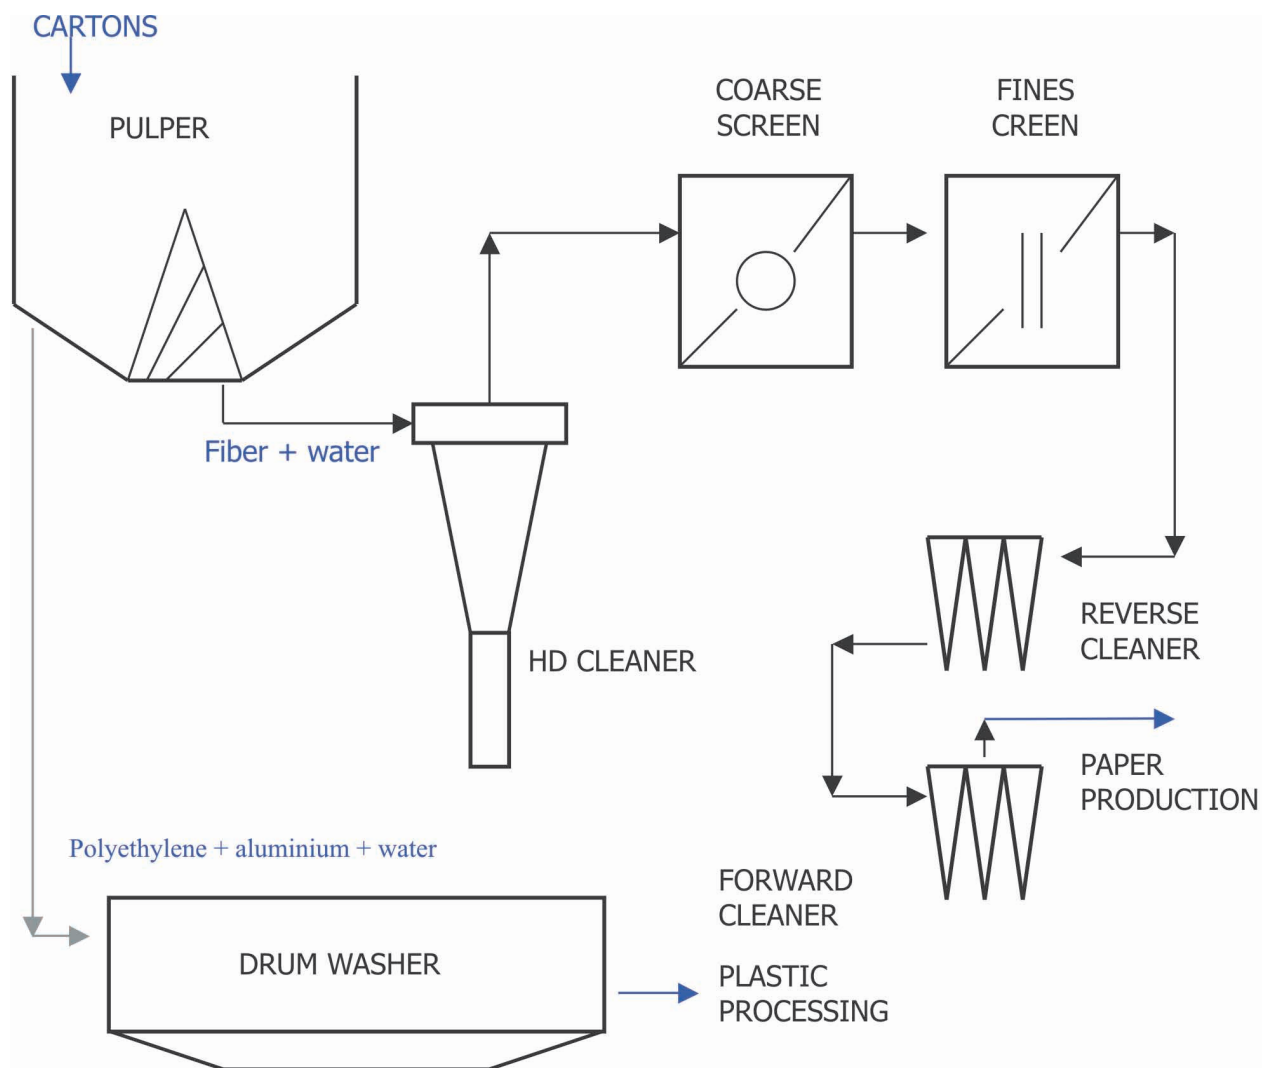 CARTONS
PULPER
COARSE
SCREEN
FINES
CREEN
Fiber + water
HD CLEANER
REVERSE
CLEANER
PAPER
PRODUCTION
Polyethylene + aluminium + water
FORWARD
CLEANER
DRUM WASHER
PLASTIC
PROCESSING